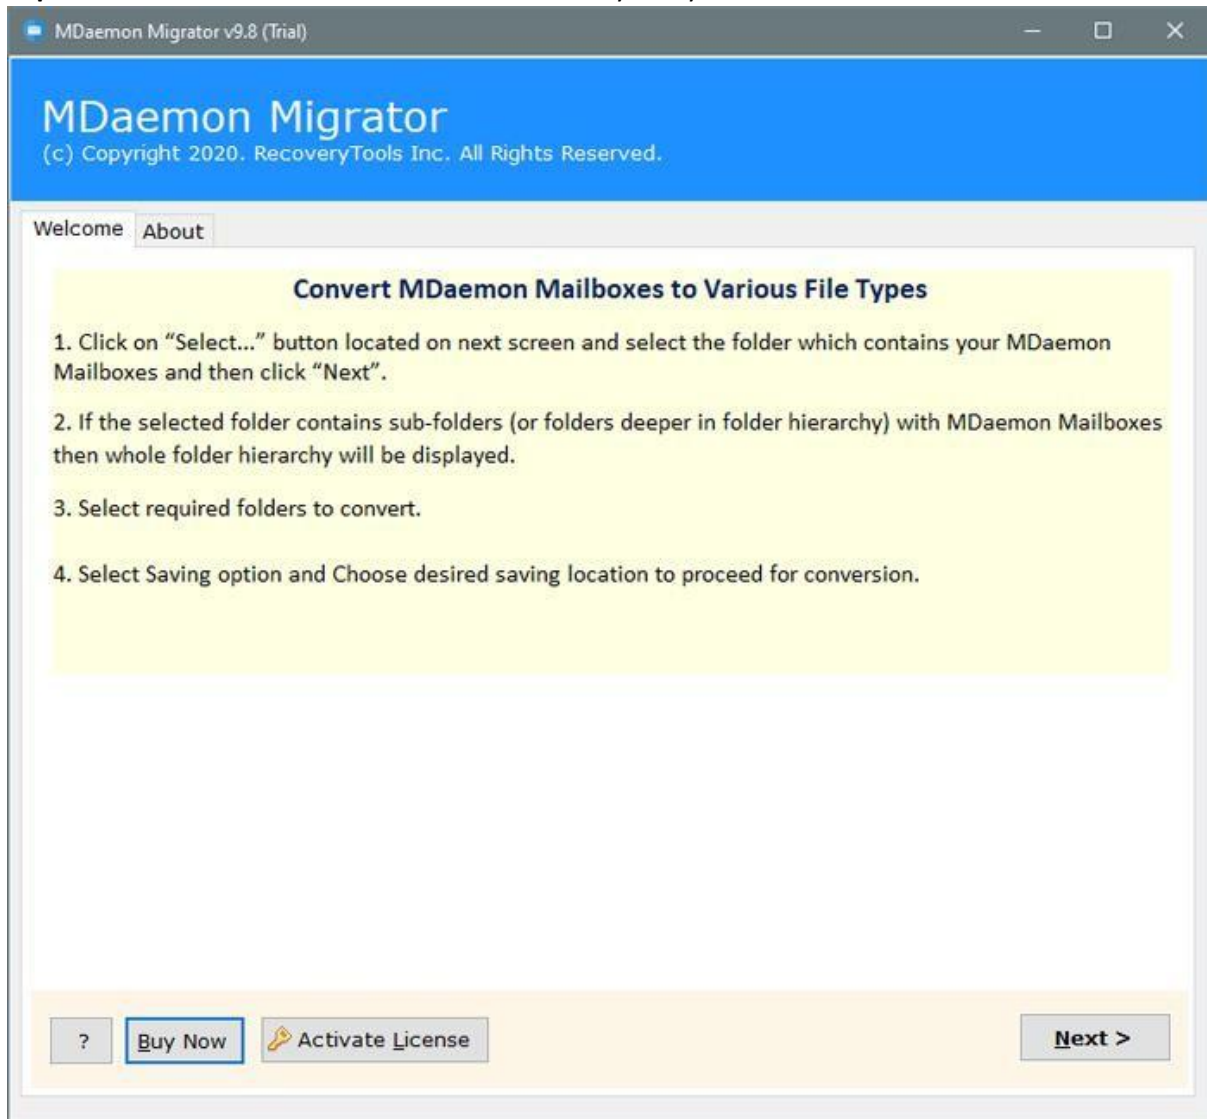 MDaemon Migrator v9.8 (Trial)
MDaemon Migrator
(c) Copyright 2020. RecoveryTools Inc. All Rights Reserved.
Welcome About
Convert MDaemon Mailboxes to Various File Types
1. Click on “Select...” button located on next screen and select the folder which contains your MDaemon
Mailboxes and then click “Next”.
2. If the selected folder contains sub-folders (or folders deeper in folder hierarchy) with MDaemon Mailboxes
then whole folder hierarchy will be displayed.
3. Select required folders to convert.
4. Select Saving option and Choose desired saving location to proceed for conversion.
? Buy Now Activate License Next >